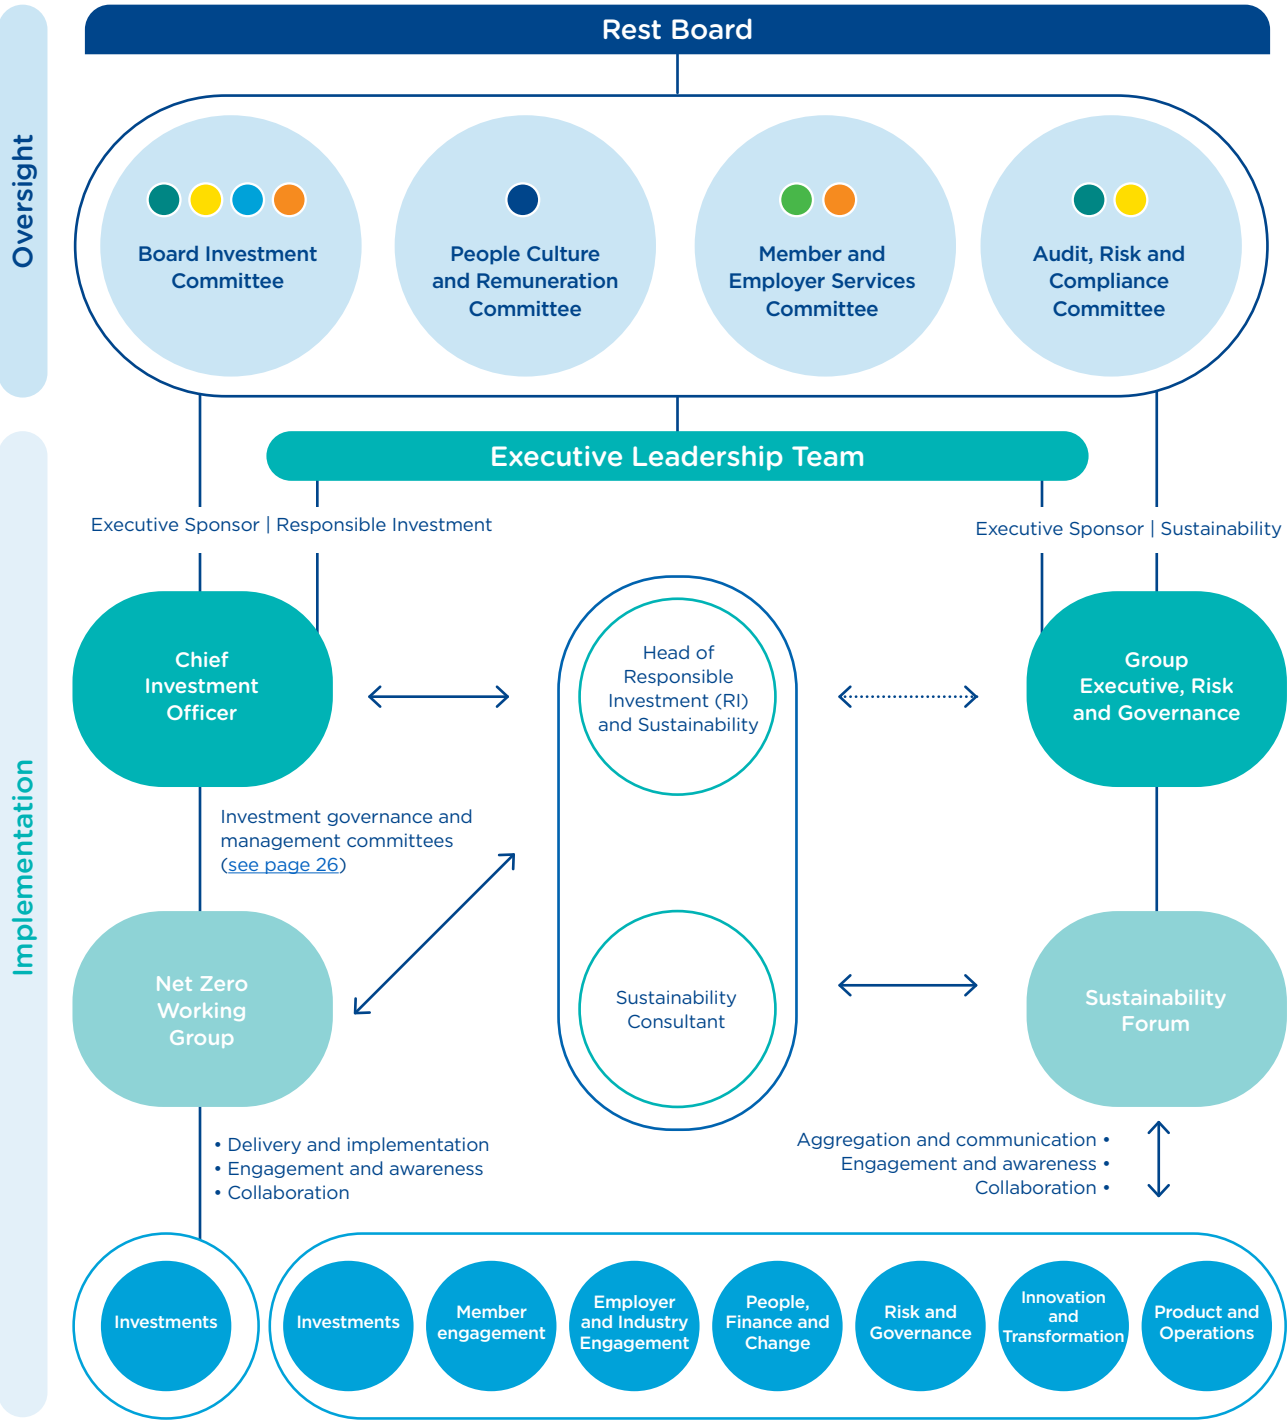 Rest Board
Oversight
Board Investment
Committee
People Culture
and Remuneration
Committee
Member and
Employer Services
Committee
Audit, Risk and
Compliance
Committee
Implementation
Executive Leadership Team
Executive Sponsor | Responsible Investment
Executive Sponsor | Sustainability
Chief
Investment
Officer
Head of
Responsible
Investment (RI)
and Sustainability
Group
Executive, Risk
and Governance
Investment governance and
management committees
(see page 26)
Net Zero
Working
Group
Sustainability
Consultant
Sustainability
Forum
• Delivery and implementation
• Engagement and awareness
• Collaboration
Aggregation and communication •
Engagement and awareness •
Collaboration •
Investments
Investments
Member
engagement
Employer
and Industry
Engagement
People,
Finance and
Change
Risk and
Governance
Innovation
and
Transformation
Product and
Operations